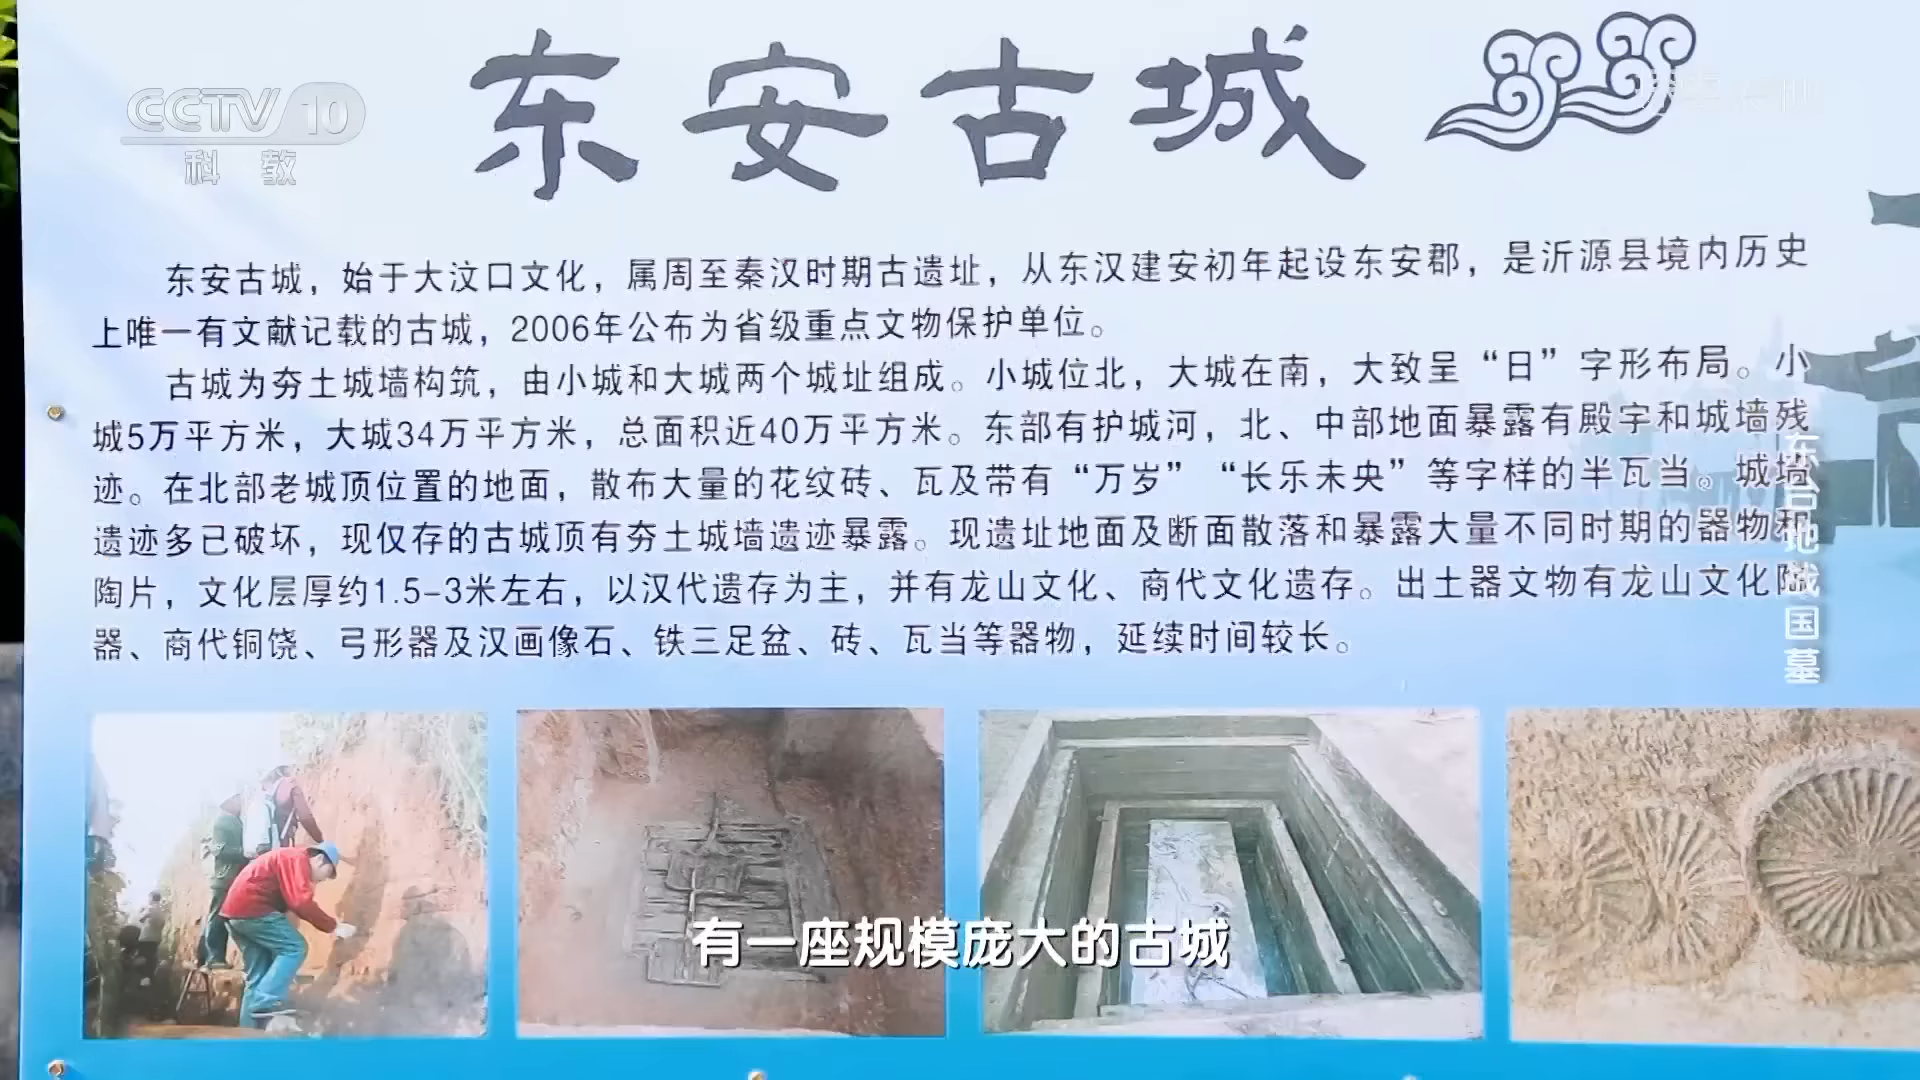 东安古城
CCTV 10
科 教
东安古城，始于大汶口文化，属周至秦汉时期古遗址，从东汉建安初年起设东安郡，是沂源县境内历史
上唯一有文献记载的古城，2006年公布为省级重点文物保护单位。
古城为夯土城墙构筑，由小城和大城两个城址组成。小城位北，大城在南，大致呈“日”字形布局。小
城5万平方米，大城34万平方米，总面积近40万平方米。东部有护城河，北、中部地面暴露有殿宇和城墙残
迹。在北部老城顶位置的地面，散布大量的花纹砖、瓦及带有“万岁”“长乐未央”等字样的半瓦当。城墙
遗迹多已破坏，现仅存的古城顶有夯土城墙遗迹暴露。现遗址地面及断面散落和暴露大量不同时期的器物和
陶片，文化层厚约1.5-3米左右，以汉代遗存为主，并有龙山文化、商代文化遗存。出土器文物有龙山文化陶
器、商代铜铙、弓形器及汉画像石、铁三足盆、砖、瓦当等器物，延续时间较长。
地战国墓
有一座规模庞大的古城